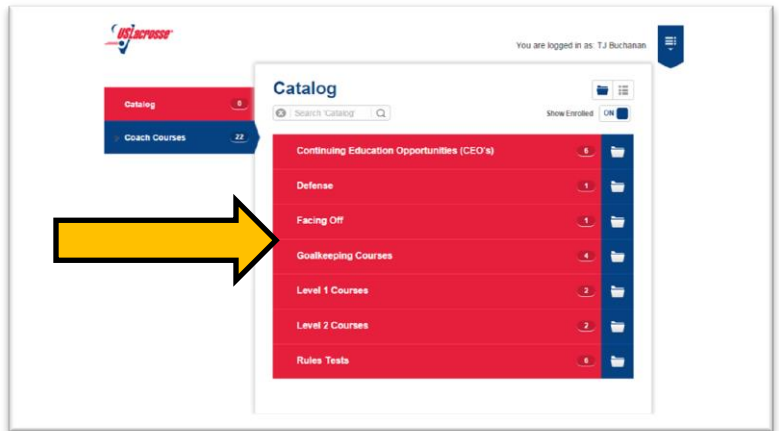 USLacrosse
You are logged in as: TJ Buchanan
Catalog
Search 'Catalog'
Show Enrolled ON
Catalog 0
Coach Courses 22
Continuing Education Opportunities (CEO's) 6
Defense 1
Facing Off 1
Goalkeeping Courses 4
Level 1 Courses 2
Level 2 Courses 2
Rules Tests 6